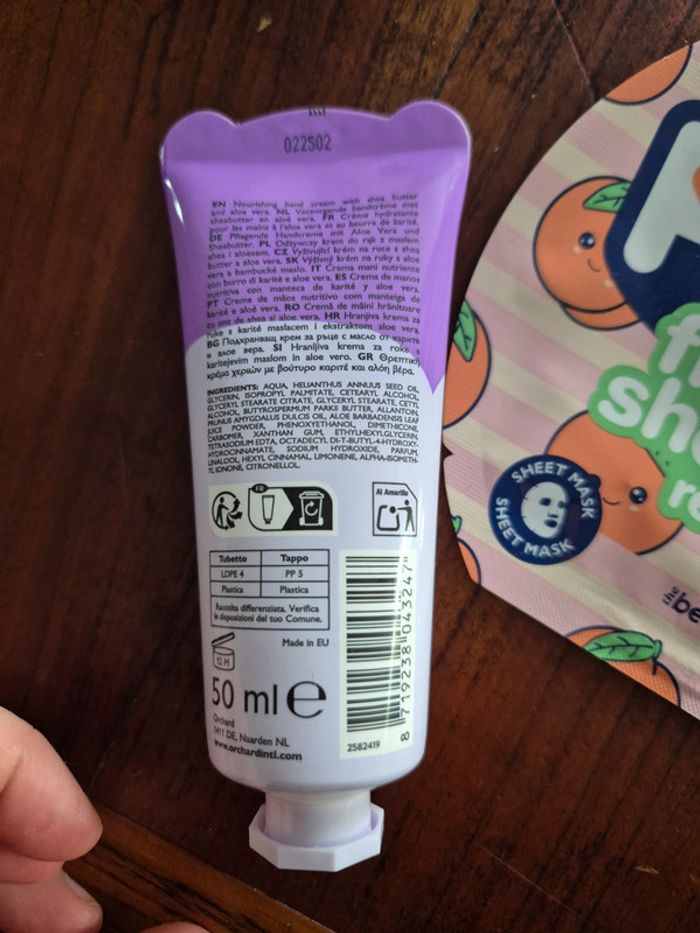 022502
EN Nourishing hand cream with shea butter
and aloe vera. NL Verzorgende handcrème met
sheabutter en aloë vera. FR Crème hydratante
pour les mains à l'aloe vera et au beurre de karité.
DE Pflegende Handcreme mit Aloe Vera und
Sheabutter. PL Odżywczy krem do rąk z masłem
shea i aloesem. CZ Vyživující krém na ruce s shea
butter a aloe vera. SK Výživný krém na ruky s aloe
vera a bambucké maslo. IT Crema mani nutriente
con burro di karitè e aloe vera. ES Crema de manos
nutritiva con manteca de karité y aloe vera.
PT Creme de mãos nutritivo com manteiga de
karité e aloé vera. RO Cremă de mâini hrănitoare
cu unt de shea si aloe vera. HR Hranjiva krema za
ruke s karité maslacem i ekstraktom aloe vera.
BG Подхранващ крем за ръце с масло от карите
и алое вера. SI Hranljiva krema za roke s
karitejevim maslom in aloe vero. GR Θρεπτική
κρέμα χεριών με βούτυρο καριτέ και αλόη βέρα.
INGREDIENTS: AQUA, HELIANTHUS ANNUUS SEED OIL,
GLYCERIN, ISOPROPYL PALMITATE, CETEARYL ALCOHOL,
GLYCERYL STEARATE CITRATE, GLYCERYL STEARATE, CETYL
ALCOHOL, BUTYROSPERMUM PARKII BUTTER, ALLANTOIN,
PRUNUS AMYGDALUS DULCIS OIL, ALOE BARBADENSIS LEAF
JUICE POWDER, PHENOXYETHANOL, DIMETHICONE,
CARBOMER, XANTHAN GUM, ETHYLHEXYLGLYCERIN,
TETRASODIUM EDTA, OCTADECYL DI-T-BUTYL-4-HYDROXY-
HYDROCINNAMATE, SODIUM HYDROXIDE, PARFUM,
LINALOOL, HEXYL CINNAMAL, LIMONENE, ALPHA-ISOMETH-
YL IONONE, CITRONELLOL.
FR
Al Amarillo
Tubetto Tappo
LDPE 4 PP 5
Plastica Plastica
Raccolta differenziata. Verifica
le disposizioni del tuo Comune.
Made in EU
12 M
50 ml e
Orchard
1411 DE, Naarden NL
www.orchardintl.com
8 719238 043247
2582419
SHEET MASK
SHEET MASK